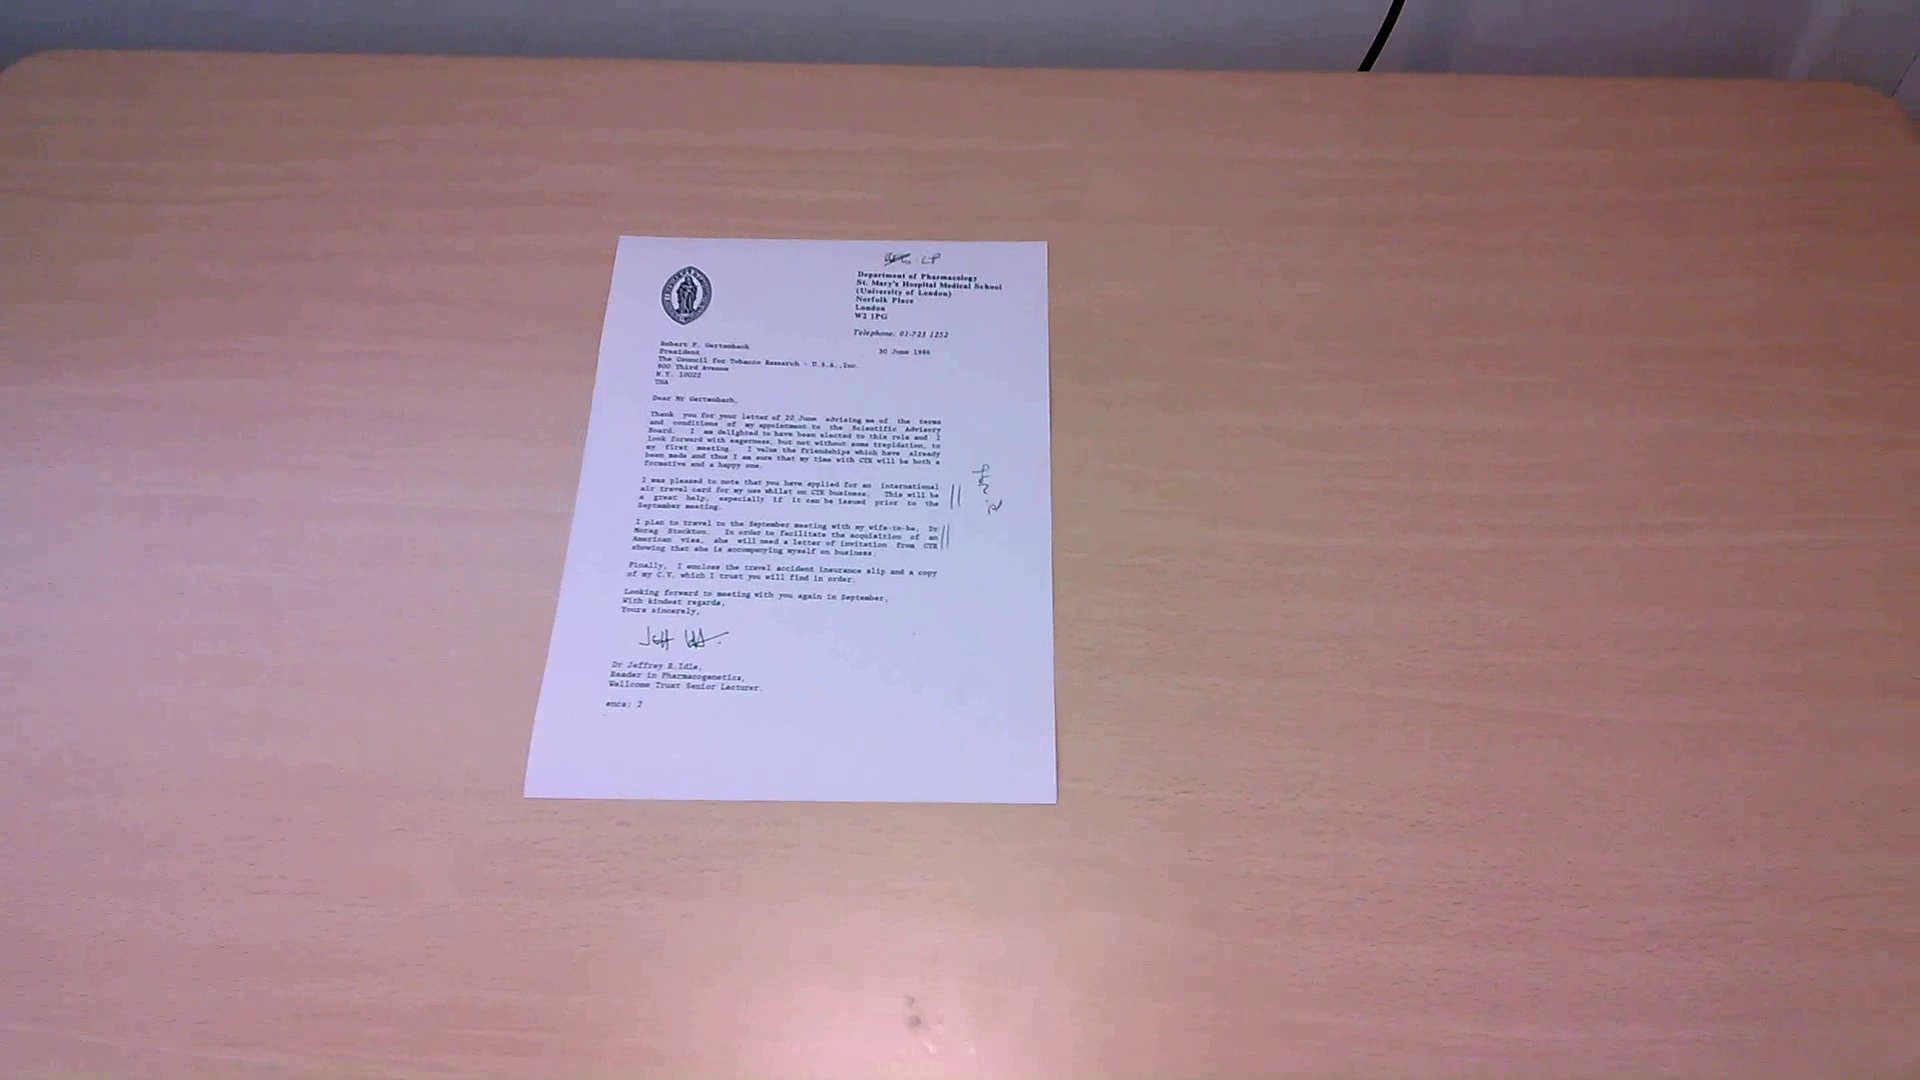 LP
Department of Pharmacology
St. Mary's Hospital Medical School
(University of London)
Norfolk Place
London
W2 1PG
Telephone: 01-723 1252
30 June 1986
Robert F. Gertenbach
President
The Council for Tobacco Research - U.S.A.,Inc.
900 Third Avenue
N.Y. 10022
USA
Dear Mr Gertenbach,
Thank you for your letter of 20 June advising me of the terms
and conditions of my appointment to the Scientific Advisory
Board. I am delighted to have been elected to this role and I
look forward with eagerness, but not without some trepidation, to
my first meeting. I value the friendships which have already
been made and thus I am sure that my time with CTR will be both a
formative and a happy one.
I was pleased to note that you have applied for an international
air travel card for my use whilst on CTR business. This will be
a great help, especially if it can be issued prior to the
September meeting.
I plan to travel to the September meeting with my wife-to-be, Dr
Morag Stockton. In order to facilitate the acquisition of an
American visa, she will need a letter of invitation from CTR
showing that she is accompanying myself on business.
Finally, I enclose the travel accident insurance slip and a copy
of my C.V. which I trust you will find in order.
Looking forward to meeting with you again in September,
With kindest regards,
Yours sincerely,
Jeff
Dr Jeffrey R.Idle,
Reader in Pharmacogenetics,
Wellcome Trust Senior Lecturer.
encs: 2